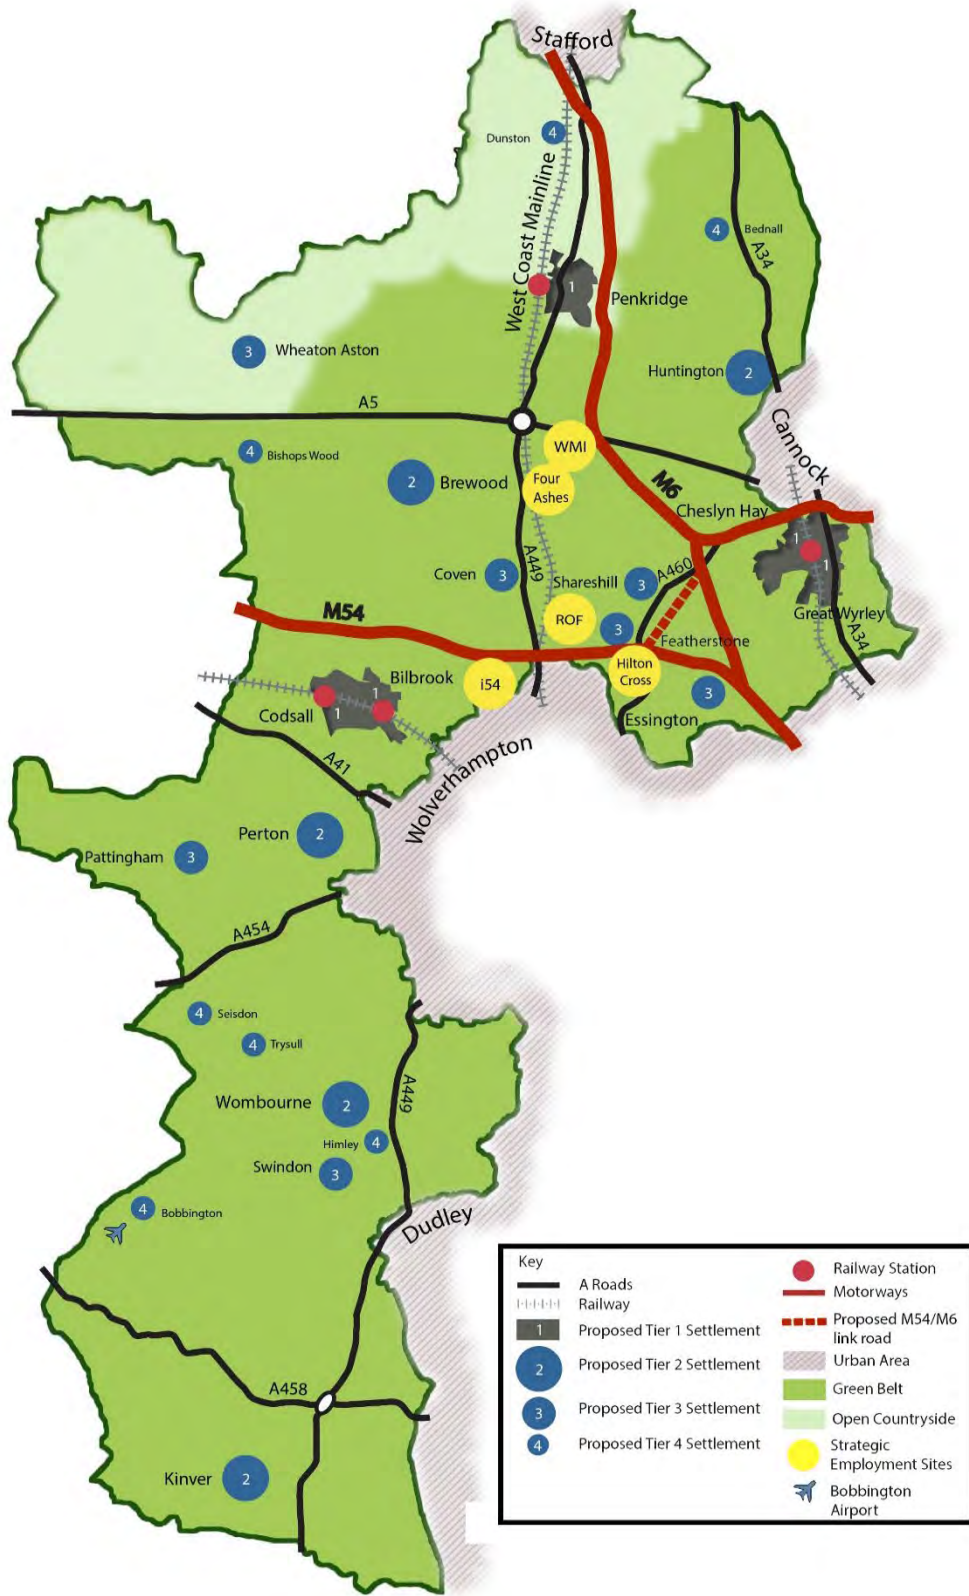 Stafford
4
Dunston
West Coast Mainline
4
Bednall
A34
1
Penkridge
3
Wheaton Aston
Huntington
2
A5
Cannock
4
Bishops Wood
WMI
2
Brewood
Four
Ashes
M6
Cheslyn Hay
1
1
A449
Coven
3
Shareshill
3
A460
Great Wyrley
M54
ROF
3
Featherstone
A34
Bilbrook
i54
Hilton
Cross
3
1
Codsall
1
Essington
A41
Wolverhampton
Perton
2
Pattingham
3
A454
4
Seisdon
4
Trysull
A449
Wombourne
2
Himley
4
Swindon
3
4
Bobbington
Dudley
A458
Kinver
2
Key
A Roads
Railway
1
Proposed Tier 1 Settlement
2
Proposed Tier 2 Settlement
3
Proposed Tier 3 Settlement
4
Proposed Tier 4 Settlement
Railway Station
Motorways
Proposed M54/M6
link road
Urban Area
Green Belt
Open Countryside
Strategic
Employment Sites
Bobbington
Airport